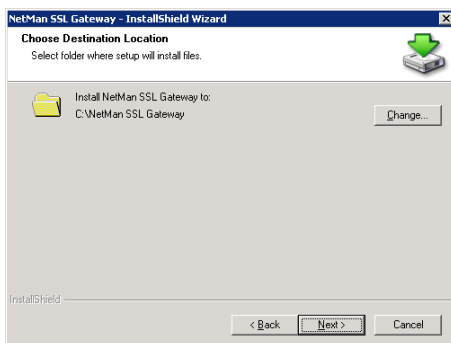 NetMan SSL Gateway - InstallShield Wizard
Choose Destination Location
Select folder where setup will install files.
Install NetMan SSL Gateway to:
C:\NetMan SSL Gateway
Change...
InstallShield
< Back
Next >
Cancel